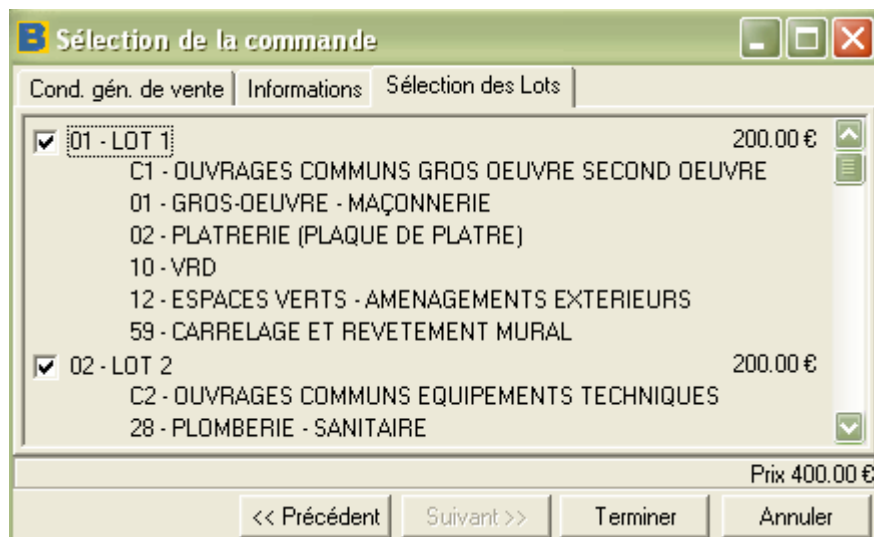 B Sélection de la commande
Cond. gén. de vente Informations Sélection des Lots
01 - LOT 1 200.00 €
C1 - OUVRAGES COMMUNS GROS OEUVRE SECOND OEUVRE
01 - GROS-OEUVRE - MAÇONNERIE
02 - PLATRERIE (PLAQUE DE PLATRE)
10 - VRD
12 - ESPACES VERTS - AMENAGEMENTS EXTERIEURS
59 - CARRELAGE ET REVETEMENT MURAL
02 - LOT 2 200.00 €
C2 - OUVRAGES COMMUNS EQUIPEMENTS TECHNIQUES
28 - PLOMBERIE - SANITAIRE
Prix 400.00 €
<< Précédent Suivant >> Terminer Annuler